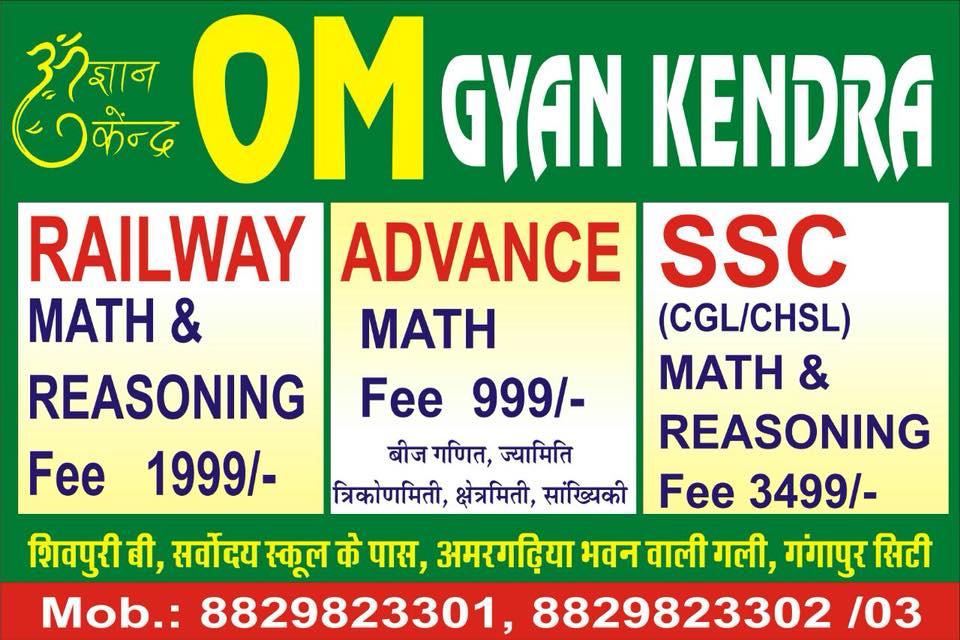 ॐ ज्ञान
केंन्द्र
OM GYAN KENDRA
RAILWAY
MATH &
REASONING
Fee 1999/-
ADVANCE
MATH
Fee 999/-
बीज गणित, ज्यामिति
त्रिकोणमिती, क्षेत्रमिती, सांख्यिकी
SSC
(CGL/CHSL)
MATH &
REASONING
Fee 3499/-
शिवपुरी बी, सर्वोदय स्कूल के पास, अमरगढ़िया भवन वाली गली, गंगापुर सिटी
Mob.: 8829823301, 8829823302 /03